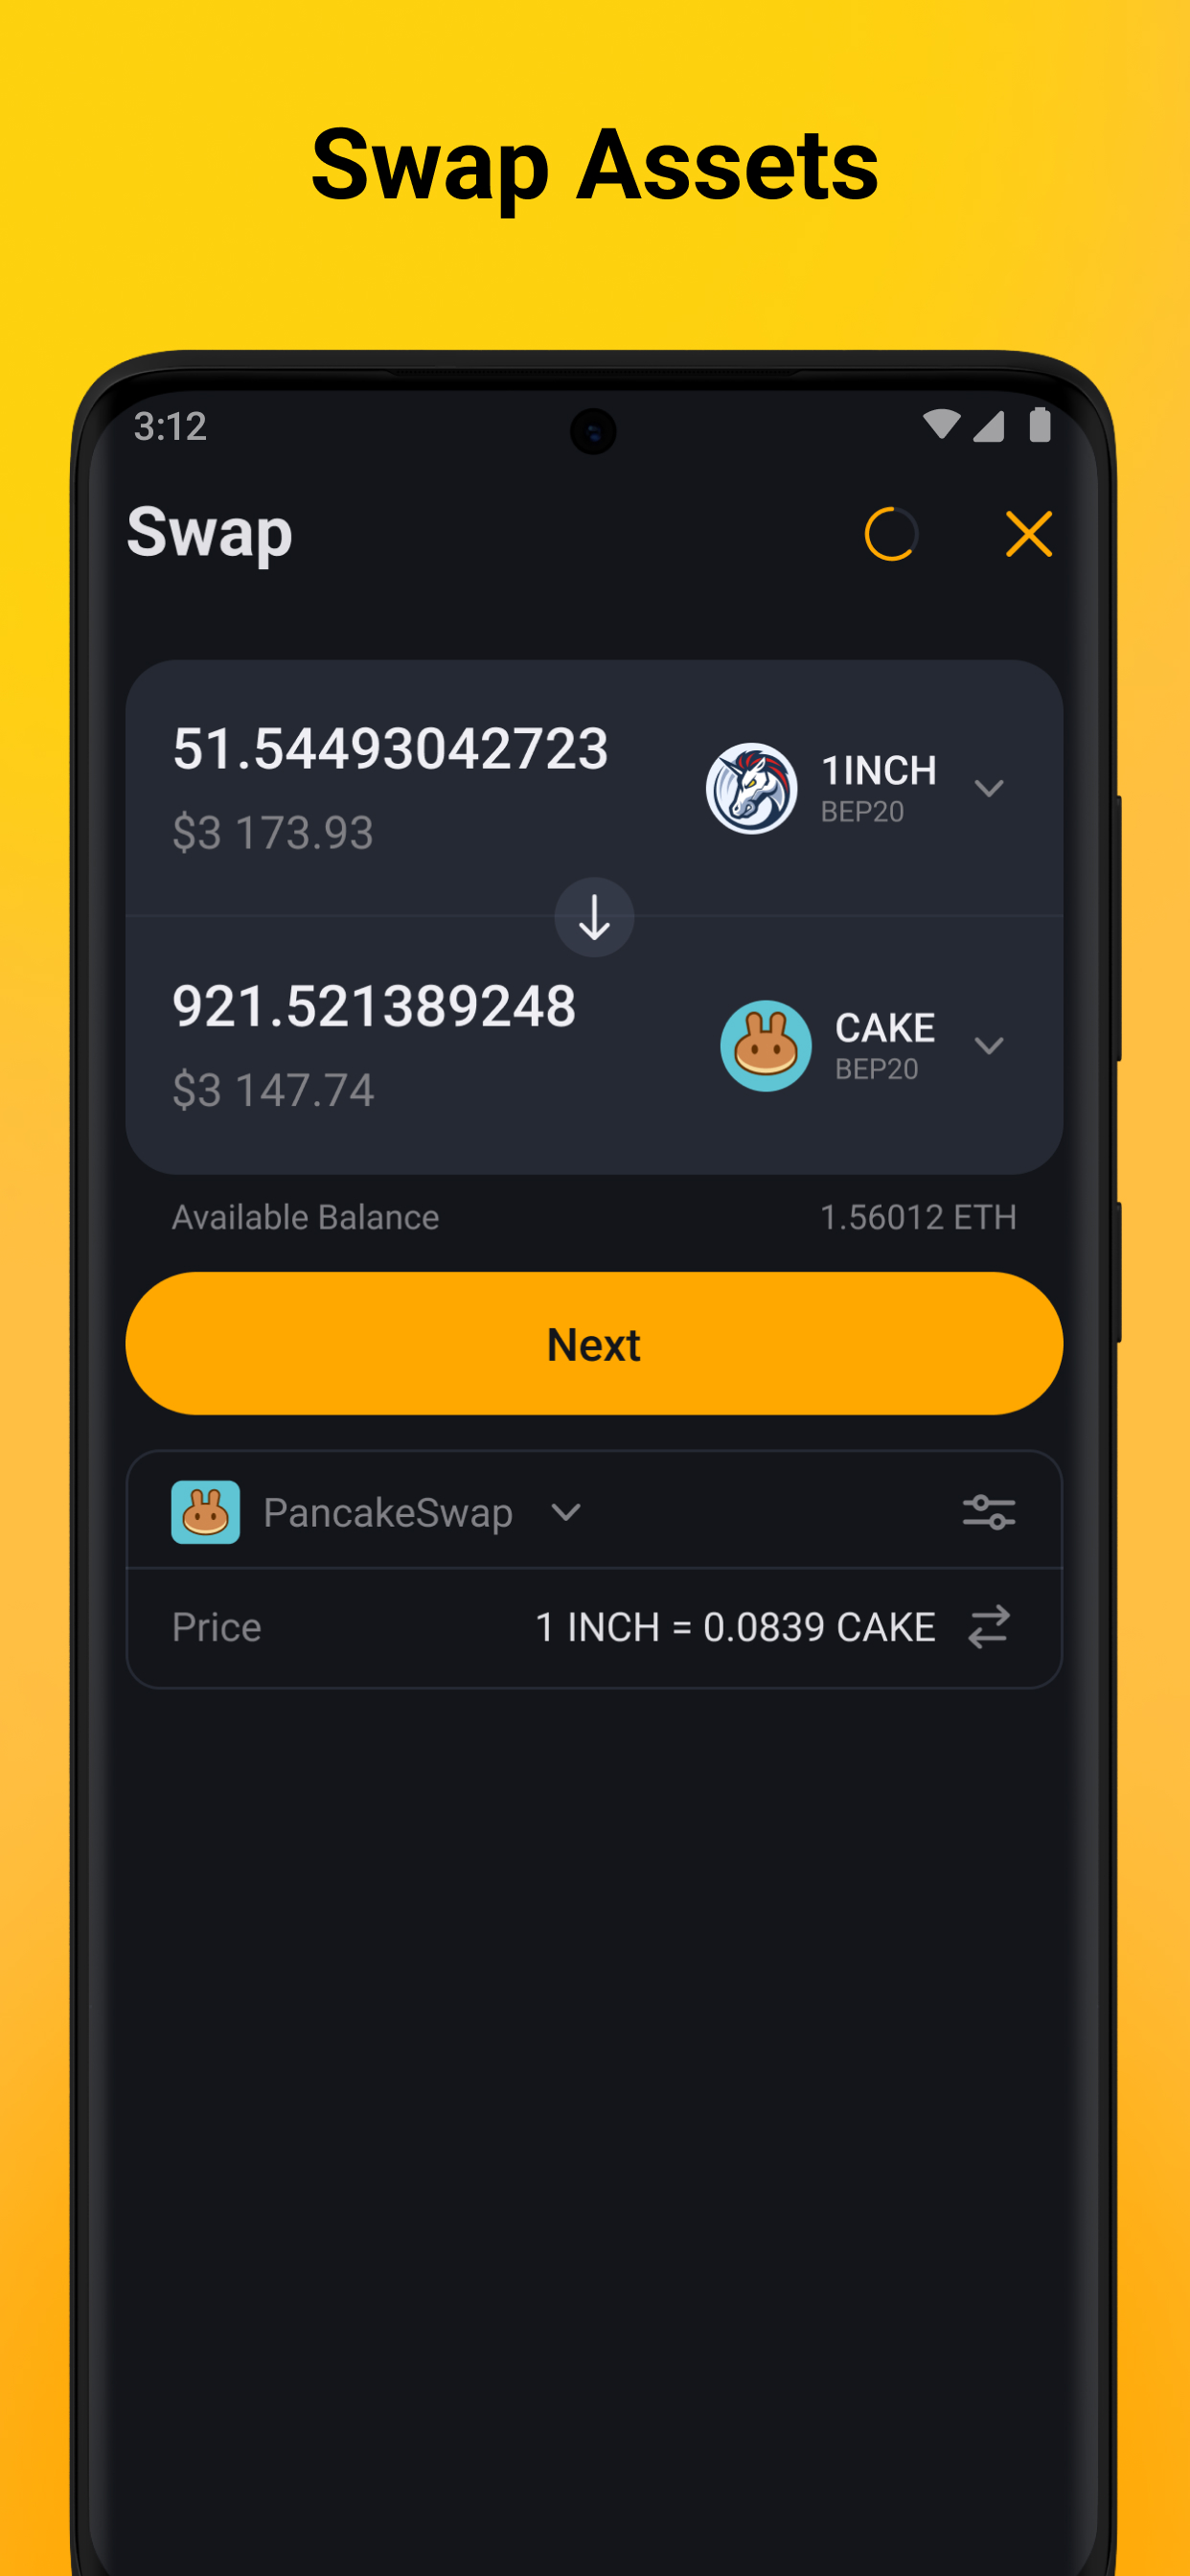 Swap Assets
3:12
Swap
51.54493042723
1INCH
$3 173.93
BEP20
921.521389248
CAKE
$3 147.74
BEP20
Available Balance
1.56012 ETH
Next
PancakeSwap
Price
1 INCH = 0.0839 CAKE